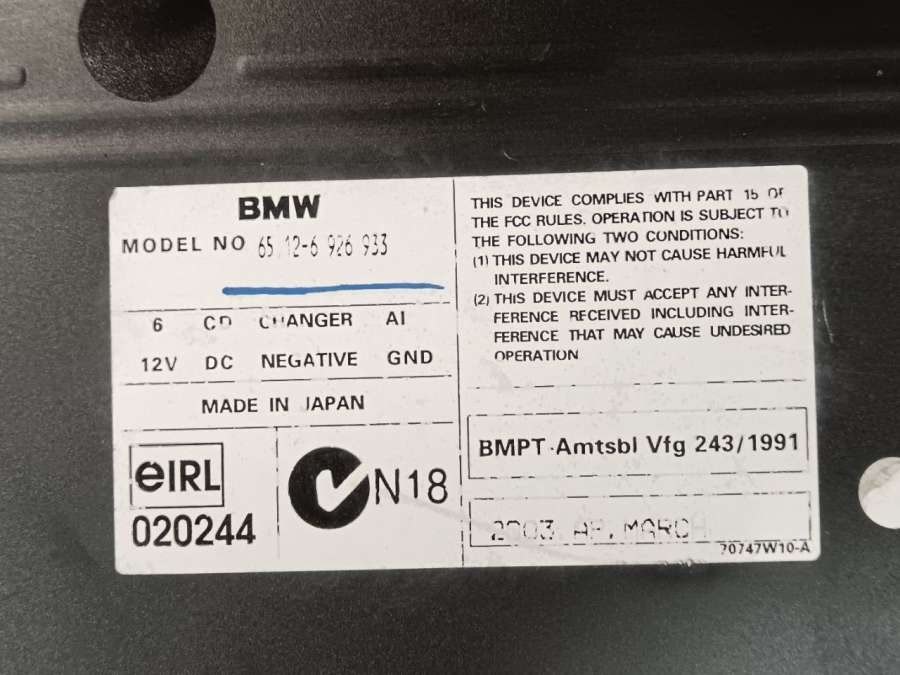 BMW
MODEL NO 65 12-6 926 933
6 CD CHANGER AI
12V DC NEGATIVE GND
MADE IN JAPAN
eIRL
020244
N18
THIS DEVICE COMPLIES WITH PART 15 OF
THE FCC RULES. OPERATION IS SUBJECT TO
THE FOLLOWING TWO CONDITIONS:
(1) THIS DEVICE MAY NOT CAUSE HARMFUL
INTERFERENCE.
(2) THIS DEVICE MUST ACCEPT ANY INTER-
FERENCE RECEIVED INCLUDING INTER-
FERENCE THAT MAY CAUSE UNDESIRED
OPERATION
BMPT-Amtsbl Vfg 243/1991
2003. AP. MARCH
70747W10-A